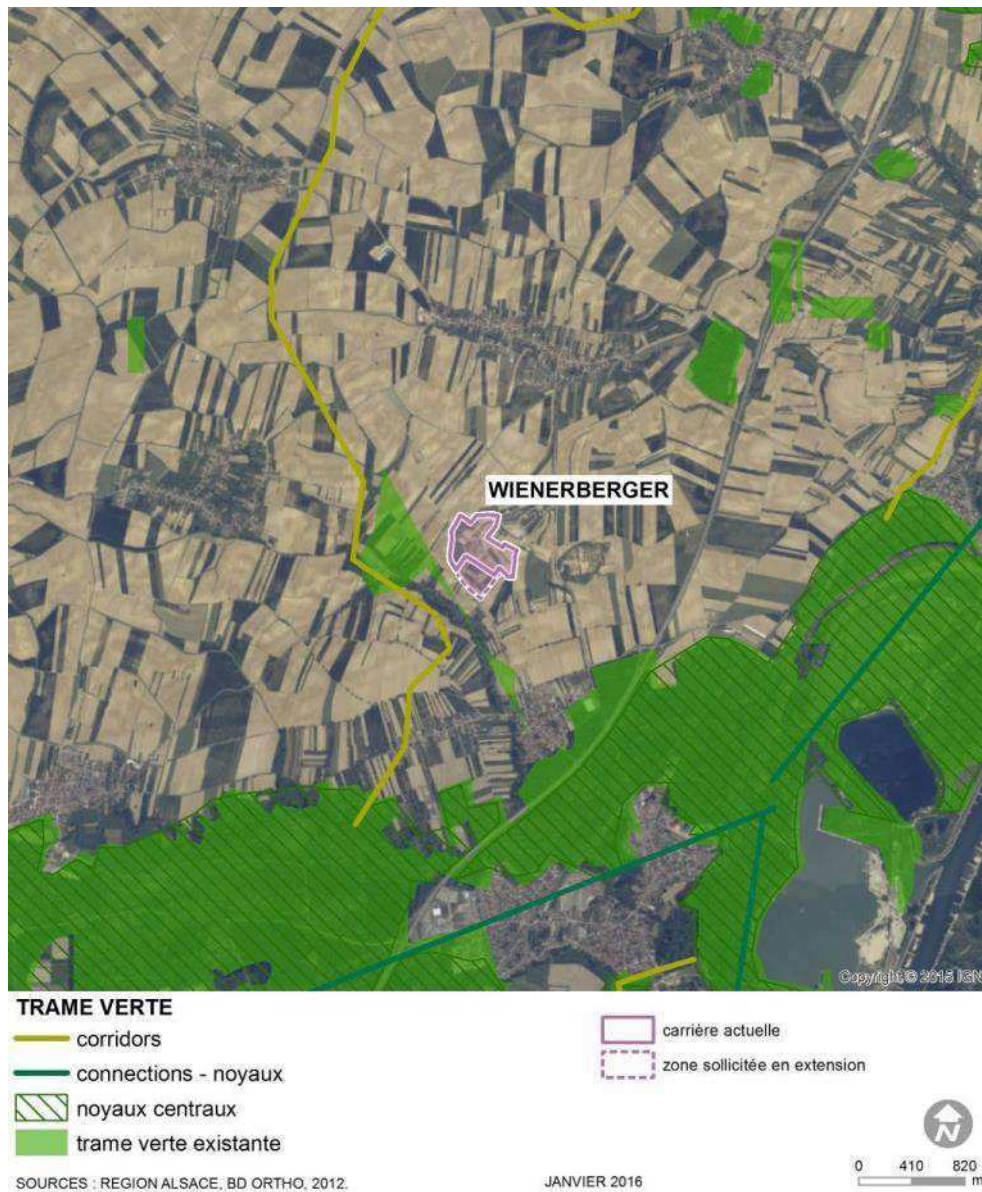 WIENERBERGER
Copyright © 2015 IGN
TRAME VERTE
corridors
connections - noyaux
noyaux centraux
trame verte existante
carrière actuelle
zone sollicitée en extension
N
0 410 820
m
SOURCES : REGION ALSACE, BD ORTHO, 2012.
JANVIER 2016